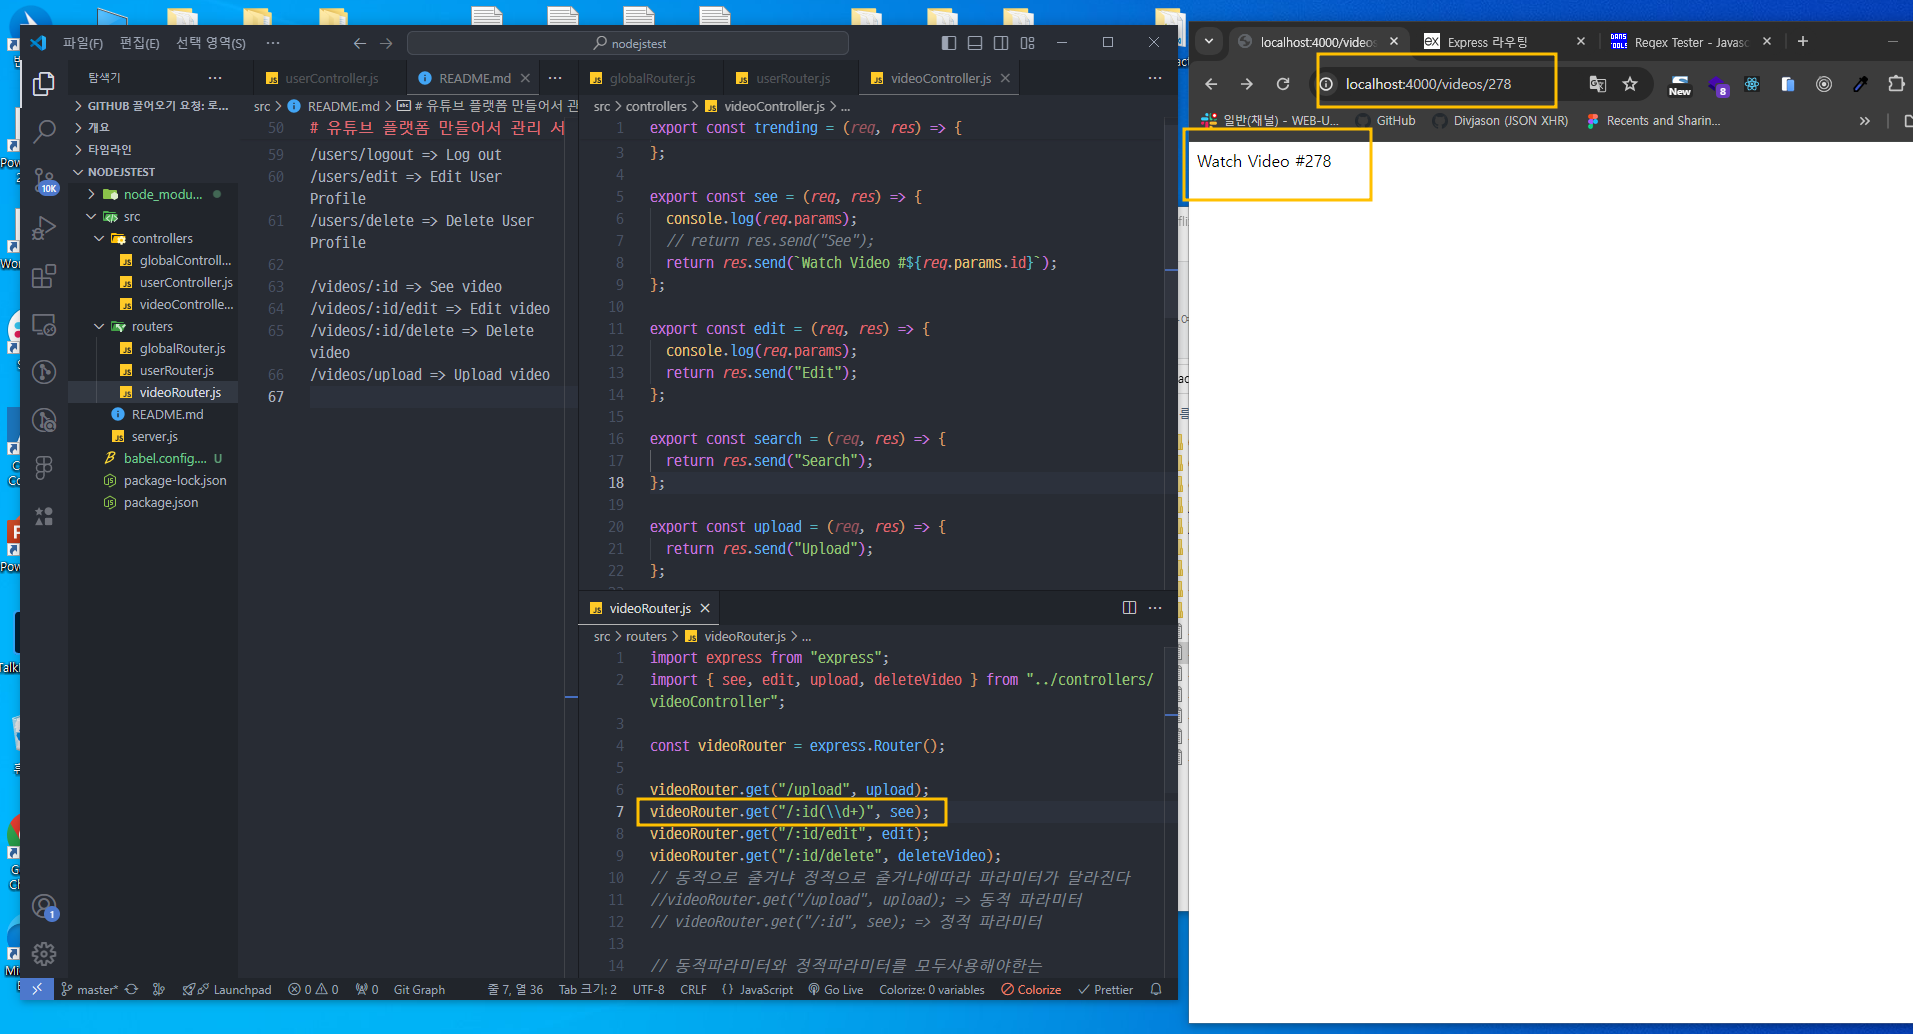 파일(F) 편집(E) 선택 영역(S) ···
nodejstest
탐색기 ···
GITHUB 끌어오기 요청: 로...
개요
타임라인
NODEJSTEST
node_modu...
src
controllers
globalControll...
userController.js
videoControlle...
routers
globalRouter.js
userRouter.js
videoRouter.js
README.md
server.js
babel.config.... U
package-lock.json
package.json
10K
1
userController.js README.md ···
src > README.md > # 유튜브 플랫폼 만들어서 관
50 # 유튜브 플랫폼 만들어서 관리 서
59 /users/logout => Log out
60 /users/edit => Edit User
Profile
61 /users/delete => Delete User
Profile
62
63 /videos/:id => See video
64 /videos/:id/edit => Edit video
65 /videos/:id/delete => Delete
video
66 /videos/upload => Upload video
67
globalRouter.js userRouter.js videoController.js ···
src > controllers > videoController.js > ...
1 export const trending = (req, res) => {
3 };
4
5 export const see = (req, res) => {
6 console.log(req.params);
7 // return res.send("See");
8 return res.send(`Watch Video #${req.params.id}`);
9 };
10
11 export const edit = (req, res) => {
12 console.log(req.params);
13 return res.send("Edit");
14 };
15
16 export const search = (req, res) => {
17 return res.send("Search");
18 };
19
20 export const upload = (req, res) => {
21 return res.send("Upload");
22 };
videoRouter.js ···
src > routers > videoRouter.js > ...
1 import express from "express";
2 import { see, edit, upload, deleteVideo } from "../controllers/
videoController";
3
4 const videoRouter = express.Router();
5
6 videoRouter.get("/upload", upload);
7 videoRouter.get("/:id(\\d+)", see);
8 videoRouter.get("/:id/edit", edit);
9 videoRouter.get("/:id/delete", deleteVideo);
10 // 동적으로 줄거냐 정적으로 줄거냐에따라 파라미터가 달라진다
11 //videoRouter.get("/upload", upload); => 동적 파라미터
12 // videoRouter.get("/:id", see); => 정적 파라미터
13
14 // 동적파라미터와 정적파라미터를 모두사용해야한는
master* Launchpad 0 0 0 Git Graph 줄 7, 열 36 Tab 크기: 2 UTF-8 CRLF {} JavaScript Go Live Colorize: 0 variables Colorize Prettier
localhost:4000/videos Express 라우팅 Reqex Tester - Javasc
localhost:4000/videos/278
New 8
일반(채널) - WEB-U... GitHub Divjason (JSON XHR) Recents and Sharin...
Watch Video #278